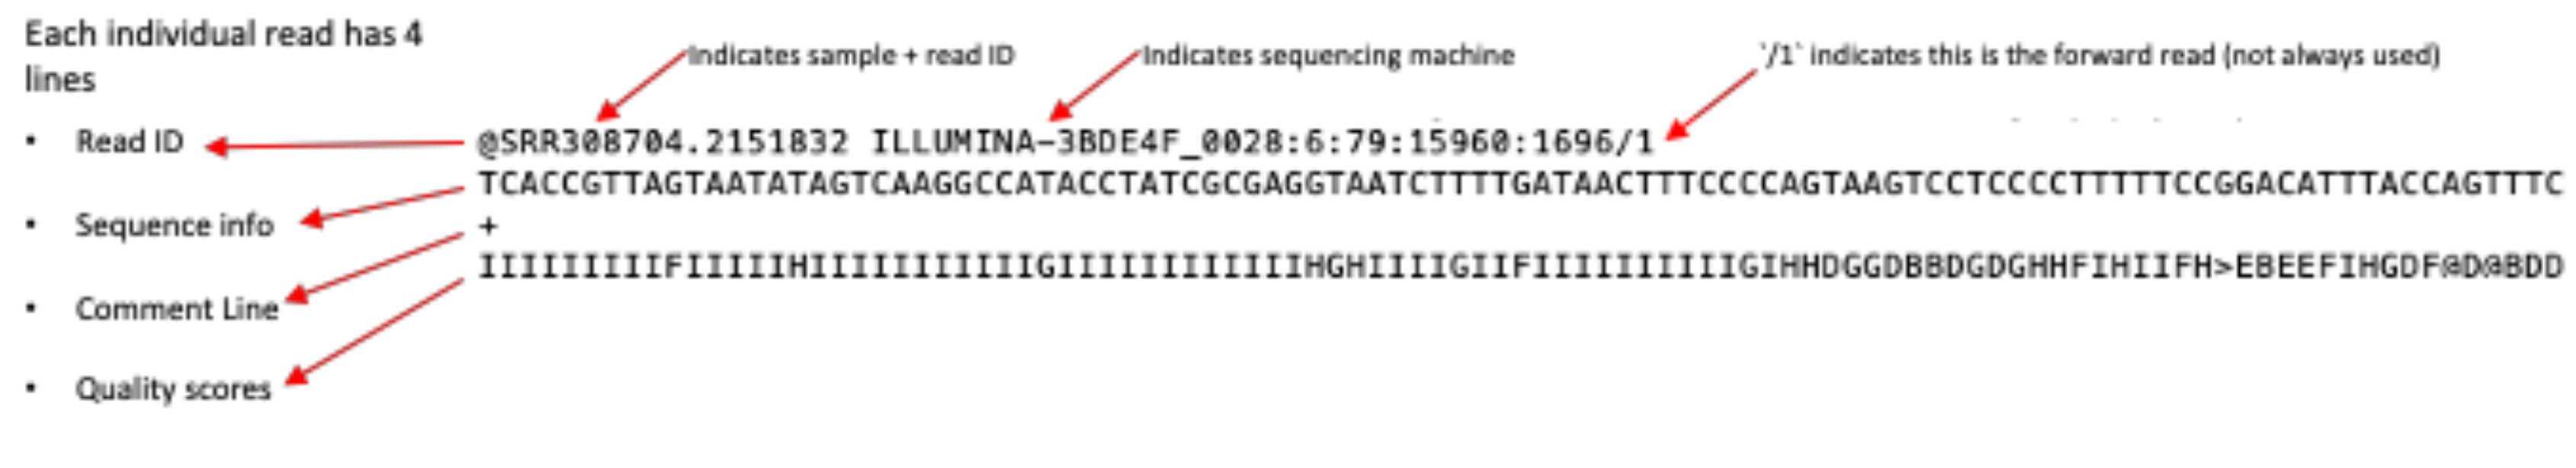 Each individual read has 4
lines
Indicates sample + read ID
Indicates sequencing machine
`/1` indicates this is the forward read (not always used)
• Read ID
@SRR308704.2151832 ILLUMINA-3BDE4F_0028:6:79:15960:1696/1
TCACCGTTAGTAATATAGTCAAGGCCATACCTATCGCGAGGTAATCTTTTGATAACTTTCCCCAGTAAGTCCTCCCCTTTTTCCGGACATTTACCAGTTTC
• Sequence info
+
IIIIIIIIIFIIIIIHIIIIIIIIIIIGIIIIIIIIIIIIHGHIIIIGIIFIIIIIIIIIIGIHHDGGDBBDGDGHHFIHIIFH>EBEEFIHGDF@D@BDD
• Comment Line
• Quality scores